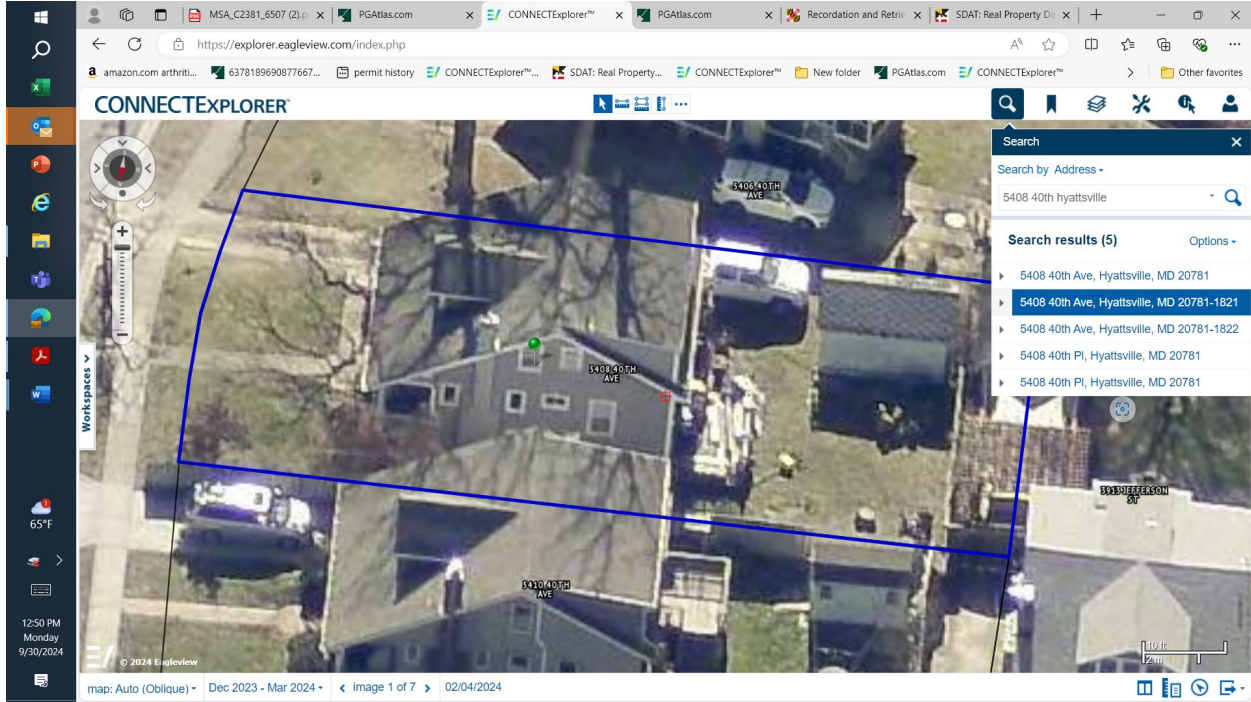 MSA_C2381_6507 (2).p
PGAtlas.com
CONNECTExplorer™
PGAtlas.com
Recordation and Retrie
SDAT: Real Property Da
https://explorer.eagleview.com/index.php
amazon.com arthriti...
6378189690877667...
permit history
CONNECTExplorer™...
SDAT: Real Property...
CONNECTExplorer™
New folder
PGAtlas.com
CONNECTExplorer™
Other favorites
CONNECTEXPLORER™
Search
Search by Address
5408 40th hyattsville
Search results (5)
Options
5408 40th Ave, Hyattsville, MD 20781
5408 40th Ave, Hyattsville, MD 20781-1821
5408 40th Ave, Hyattsville, MD 20781-1822
5408 40th Pl, Hyattsville, MD 20781
5408 40th Pl, Hyattsville, MD 20781
5406 40TH
AVE
5408 40TH
AVE
3913 JEFFERSON
ST
5410 40TH
AVE
Workspaces
65°F
12:50 PM
Monday
9/30/2024
© 2024 Eagleview
10 ft
2 m
map: Auto (Oblique)
Dec 2023 - Mar 2024
image 1 of 7
02/04/2024